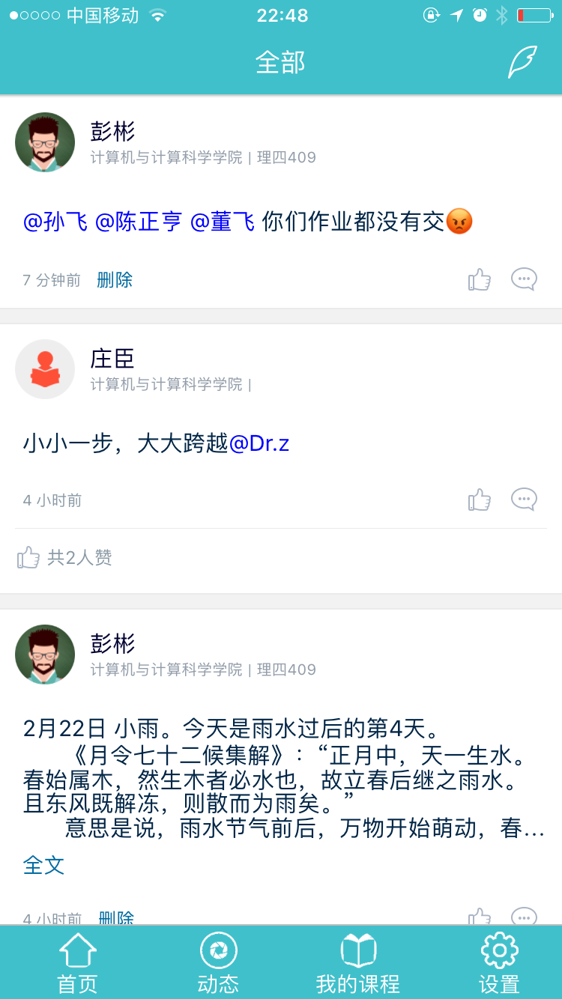 中国移动 22:48
全部
彭彬
计算机与计算科学学院 | 理四409
@孙飞 @陈正亨 @董飞 你们作业都没有交😡
7 分钟前 删除
庄臣
计算机与计算科学学院 |
小小一步，大大跨越@Dr.z
4 小时前
共2人赞
彭彬
计算机与计算科学学院 | 理四409
2月22日 小雨。今天是雨水过后的第4天。
《月令七十二候集解》：“正月中，天一生水。
春始属木，然生木者必水也，故立春后继之雨水。
且东风既解冻，则散而为雨矣。”
意思是说，雨水节气前后，万物开始萌动，春...
全文
4 小时前 删除
首页 动态 我的课程 设置